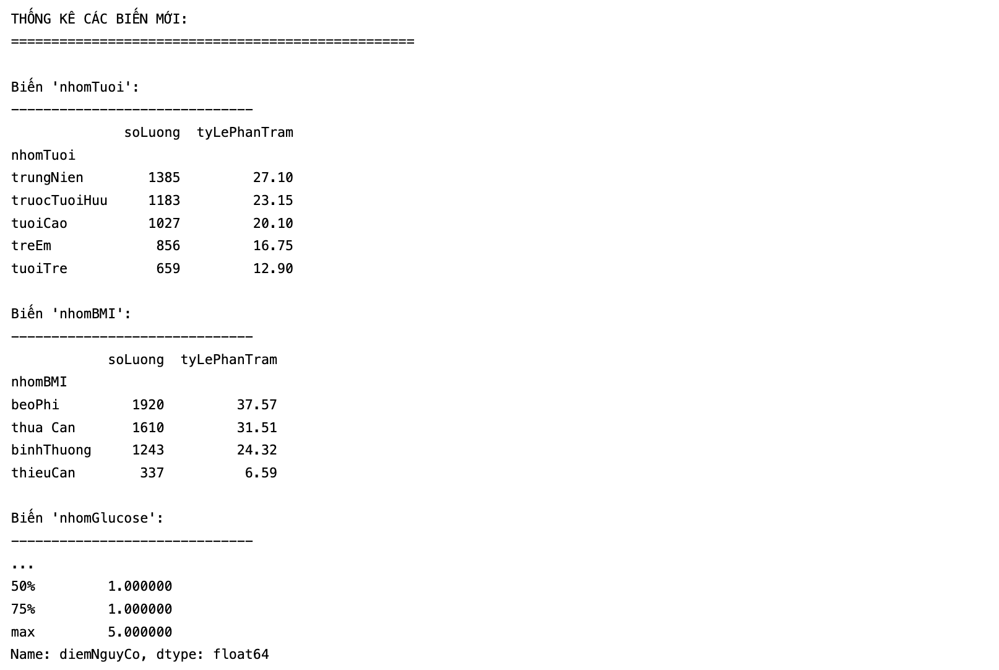 THỐNG KÊ CÁC BIẾN MỚI:
==================================================

Biến 'nhomTuoi':
------------------------------
              soLuong  tyLePhanTram
nhomTuoi
trungNien        1385         27.10
truocTuoiHuu     1183         23.15
tuoiCao          1027         20.10
treEm             856         16.75
tuoiTre           659         12.90

Biến 'nhomBMI':
------------------------------
            soLuong  tyLePhanTram
nhomBMI
beoPhi         1920         37.57
thua Can       1610         31.51
binhThuong     1243         24.32
thieuCan        337          6.59

Biến 'nhomGlucose':
------------------------------
...
50%         1.000000
75%         1.000000
max         5.000000
Name: diemNguyCo, dtype: float64